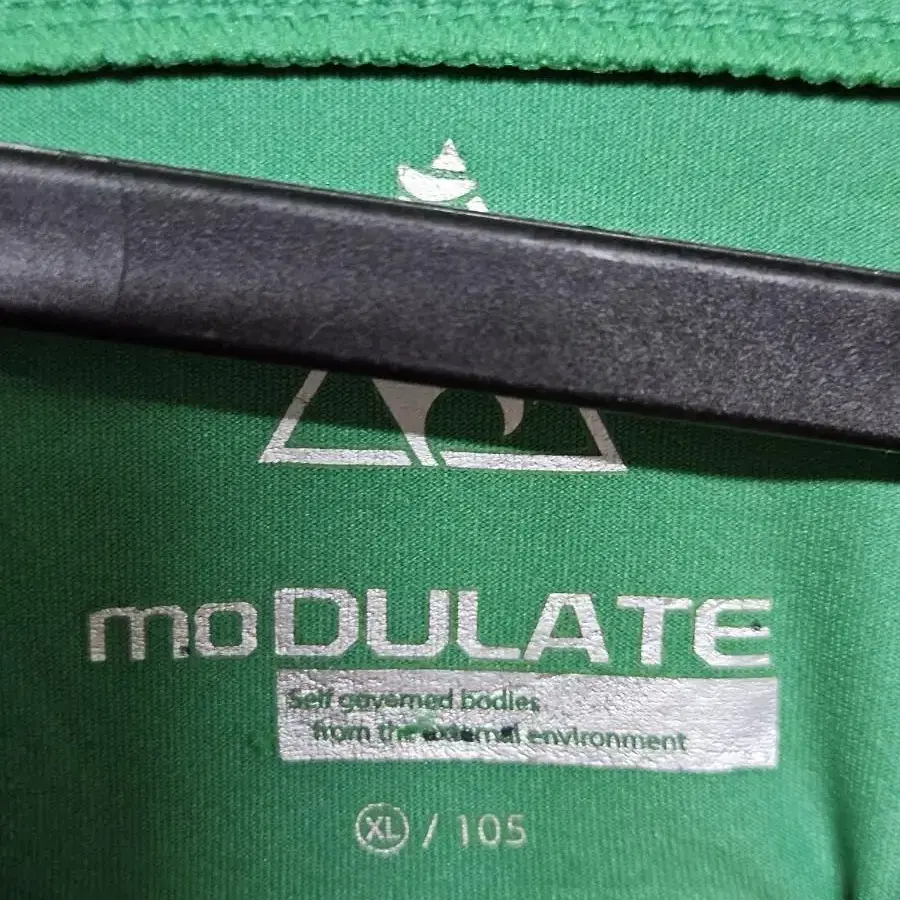 moDULATE
Self governed bodies
from the external environment
XL / 105